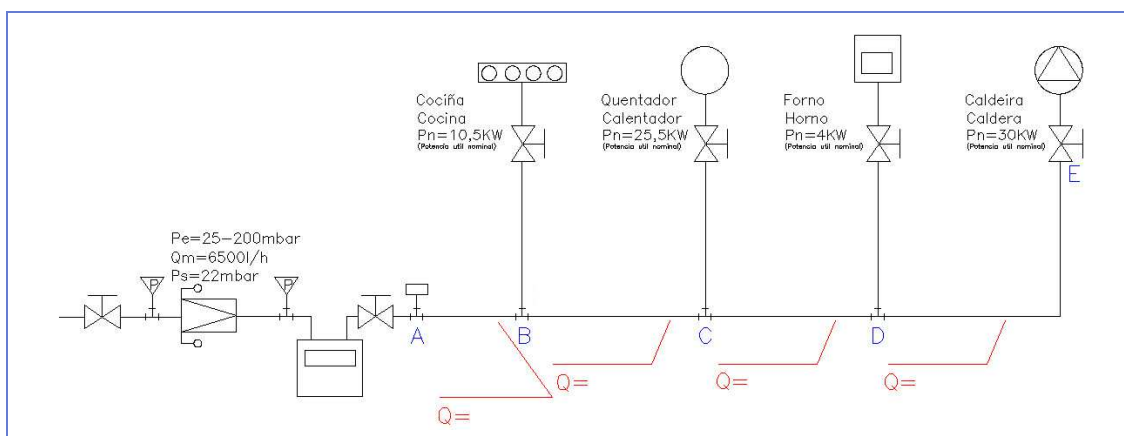 Cociña
Cocina
Pn=10,5KW
(Potencia util nominal)
Quentador
Calentador
Pn=25,5KW
(Potencia util nominal)
Forno
Horno
Pn=4KW
(Potencia util nominal)
Caldeira
Caldera
Pn=30KW
(Potencia util nominal)
E
Pe=25-200mbar
Qm=6500l/h
Ps=22mbar
P
P
A
B
C
D
Q=
Q=
Q=
Q=